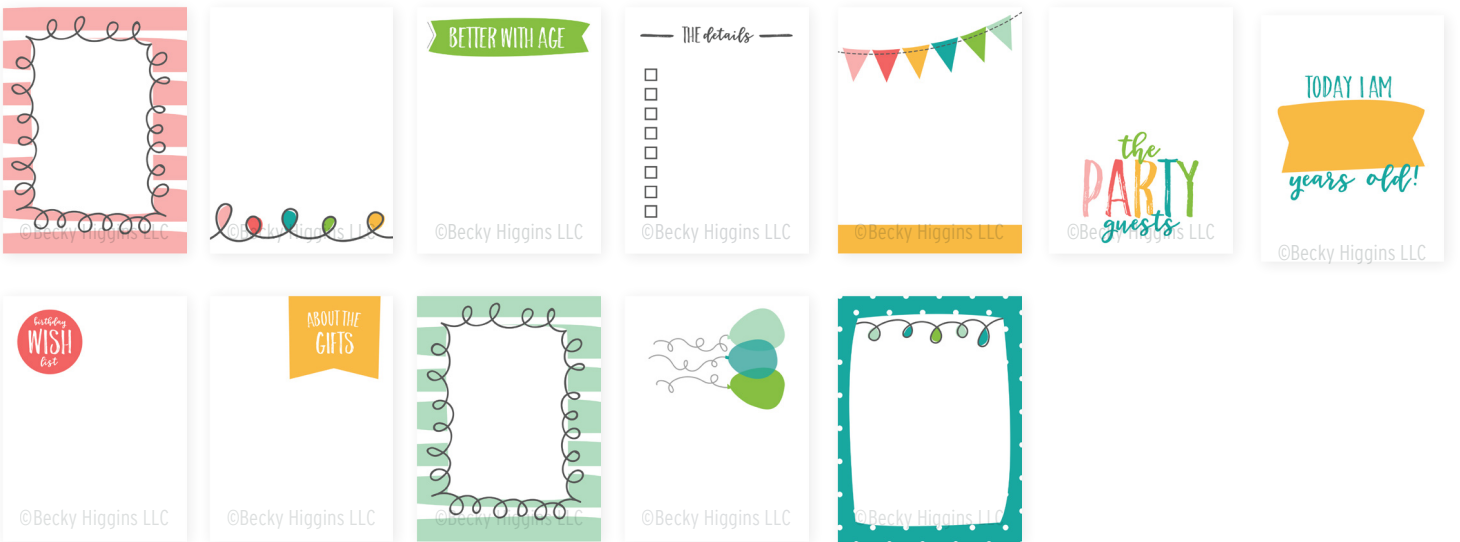 BETTER WITH AGE
THE details
the
PARTY
guests
TODAY I AM
years old!
©Becky Higgins LLC
©Becky Higgins LLC
©Becky Higgins LLC
©Becky Higgins LLC
©Becky Higgins LLC
©Becky Higgins LLC
©Becky Higgins LLC
birthday
WISH
list
ABOUT THE
GIFTS
©Becky Higgins LLC
©Becky Higgins LLC
©Becky Higgins LLC
©Becky Higgins LLC
©Becky Higgins LLC